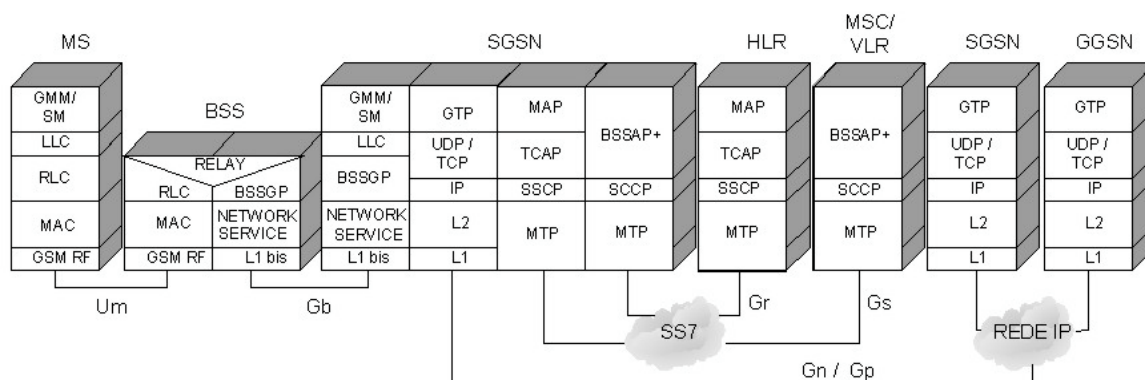 MS
BSS
SGSN
HLR
MSC/
VLR
SGSN
GGSN
GMM/
SM
LLC
RLC
MAC
GSM RF
RELAY
RLC
BSSGP
MAC
NETWORK
SERVICE
GSM RF
L1 bis
GMM/
SM
LLC
BSSGP
NETWORK
SERVICE
L1 bis
GTP
UDP /
TCP
IP
L2
L1
MAP
TCAP
SSCP
MTP
BSSAP+
SCCP
MTP
MAP
TCAP
SSCP
MTP
BSSAP+
SCCP
MTP
GTP
UDP /
TCP
IP
L2
L1
GTP
UDP /
TCP
IP
L2
L1
Um
Gb
SS7
Gr
Gs
REDE IP
Gn / Gp